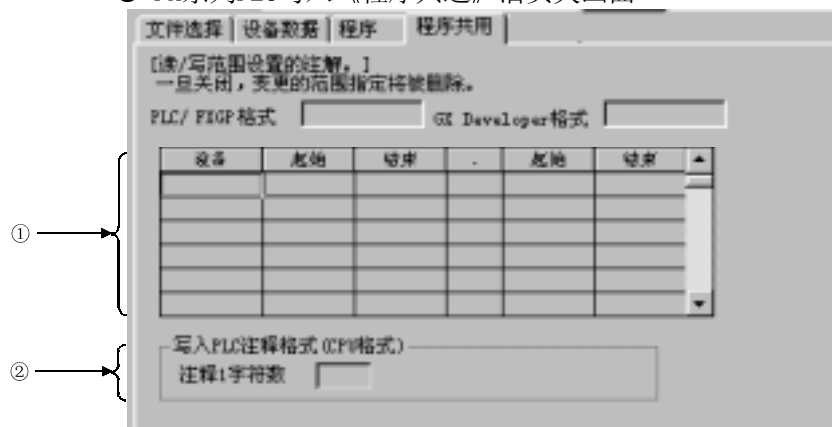 文件选择 设备数据 程序 程序共用
[读/写范围设置的注解。]
一旦关闭，变更的范围指定将被删除。
PLC/ FXGP格式 GX Developer格式
设备 起始 结束 . 起始 结束
①
写入PLC注释格式(CPU格式)
② 注释1字符数